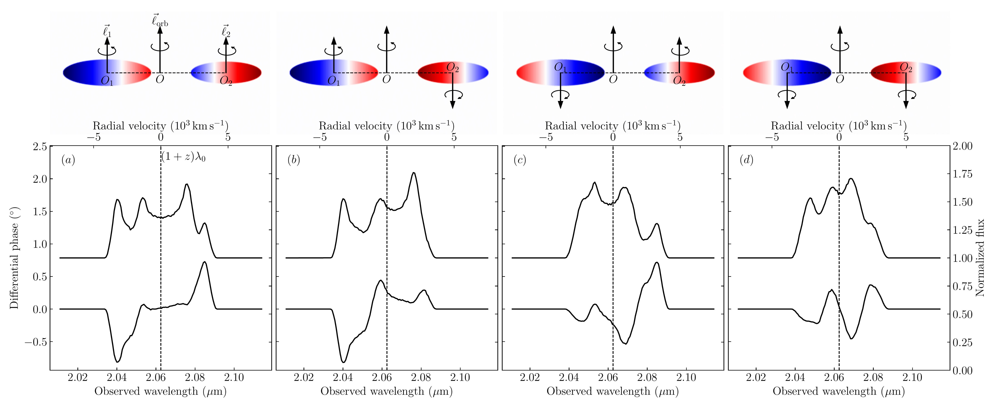 ℓ⃗_orb
ℓ⃗_1 ℓ⃗_2
O_1 O O_2
O_1 O O_2
O_1 O O_2
O_1 O O_2
Radial velocity (10^3 km s^−1) Radial velocity (10^3 km s^−1) Radial velocity (10^3 km s^−1) Radial velocity (10^3 km s^−1)
−5 0 5 −5 0 5 −5 0 5 −5 0 5
(a) (1 + z)λ_0 (b) (c) (d)
Differential phase (°)
2.5
2.0
1.5
1.0
0.5
0.0
−0.5
2.00
1.75
1.50
1.25
1.00
0.75
0.50
0.25
0.00
Normalized flux
2.02 2.04 2.06 2.08 2.10 2.02 2.04 2.06 2.08 2.10 2.02 2.04 2.06 2.08 2.10 2.02 2.04 2.06 2.08 2.10
Observed wavelength (μm) Observed wavelength (μm) Observed wavelength (μm) Observed wavelength (μm)